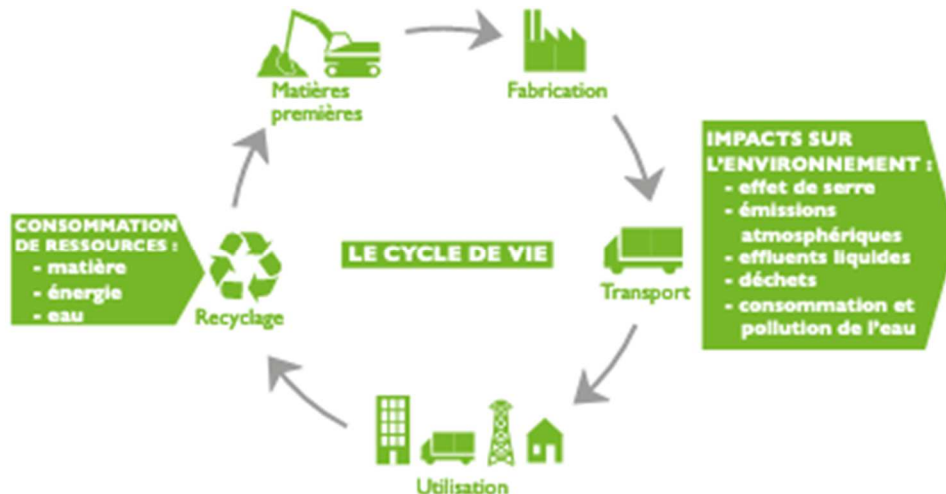 Matières
premières
Fabrication
IMPACTS SUR
L'ENVIRONNEMENT :
- effet de serre
- émissions
atmosphériques
- effluents liquides
- déchets
- consommation et
pollution de l'eau
CONSOMMATION
DE RESSOURCES :
- matière
- énergie
- eau
LE CYCLE DE VIE
Transport
Recyclage
Utilisation